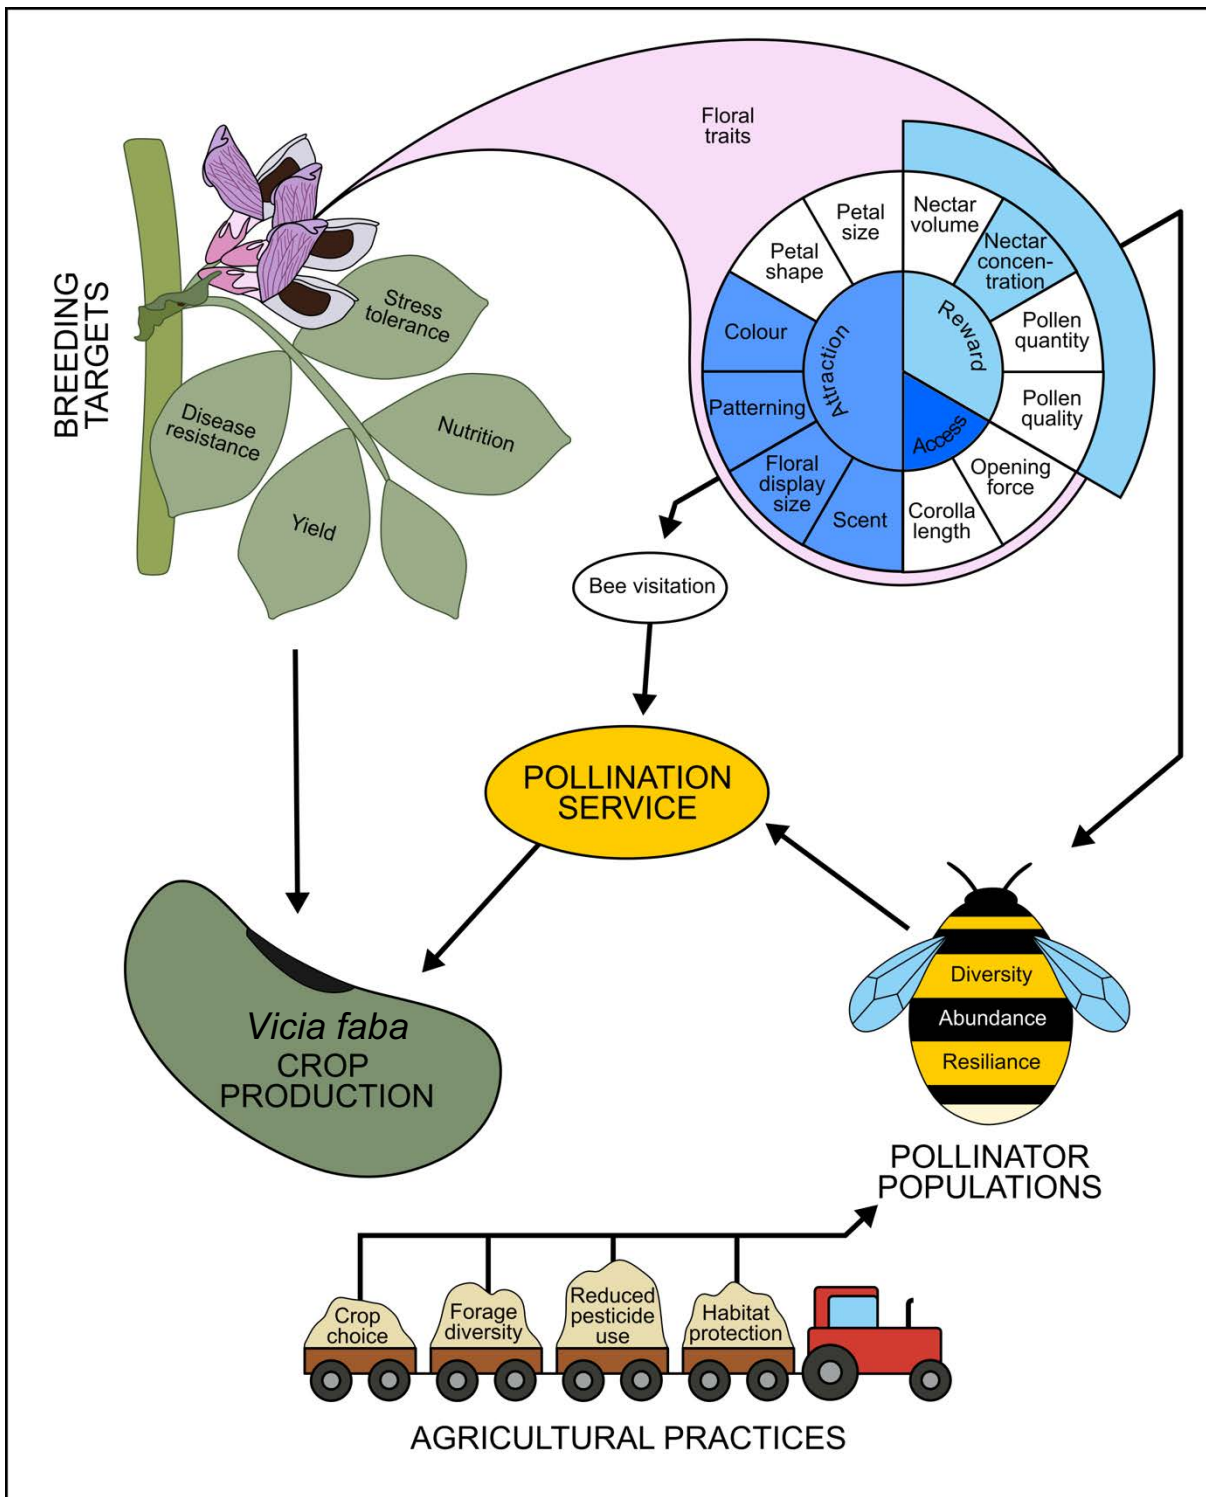 BREEDING
TARGETS
Stress
tolerance
Disease
resistance
Nutrition
Yield
Floral
traits
Petal
shape
Petal
size
Nectar
volume
Nectar
concen-
tration
Pollen
quantity
Pollen
quality
Opening
force
Corolla
length
Scent
Floral
display
size
Patterning
Colour
Attraction
Reward
Access
Bee visitation
POLLINATION
SERVICE
Vicia faba
CROP
PRODUCTION
Diversity
Abundance
Resiliance
POLLINATOR
POPULATIONS
Crop
choice
Forage
diversity
Reduced
pesticide
use
Habitat
protection
AGRICULTURAL PRACTICES